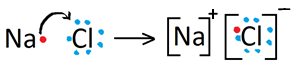 Na Cl → [Na]⁺ [Cl]⁻